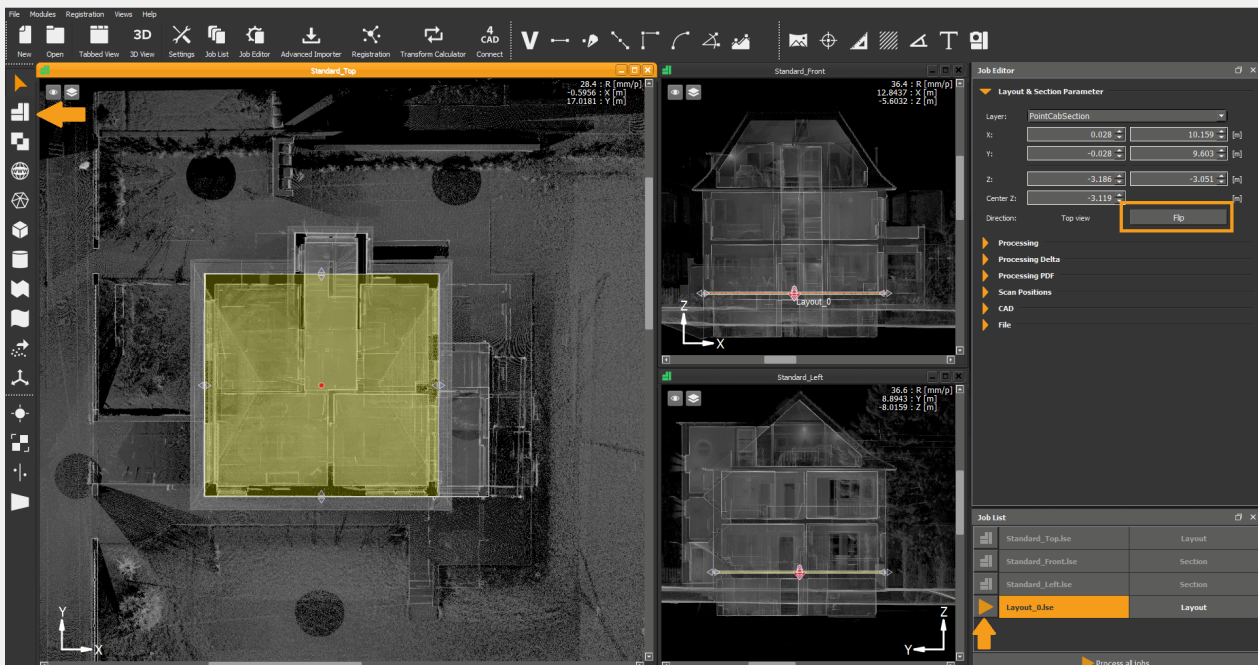 File Modules Registration Views Help
3D
4
CAD
New Open Tabbed View 3D View Settings Job List Job Editor Advanced Importer Registration Transform Calculator Connect
Standard_Top
28.4 : R [mm/p]
-0.5956 : X [m]
17.0181 : Y [m]
Y
X
Standard_Front
36.4 : R [mm/p]
12.8437 : X [m]
-5.6032 : Z [m]
Layout_0
Z
X
Standard_Left
36.6 : R [mm/p]
8.8943 : Y [m]
-8.0159 : Z [m]
Z
Y
Job Editor
Layout & Section Parameter
Layer: PointCabSection
X: 0.028 10.159 [m]
Y: -0.028 9.603 [m]
Z: -3.186 -3.051 [m]
Center Z: -3.119 [m]
Direction: Top view Flip
Processing
Processing Delta
Processing PDF
Scan Positions
CAD
File
Job List
Standard_Top.lse Layout
Standard_Front.lse Section
Standard_Left.lse Section
Layout_0.lse Layout
Process all jobs